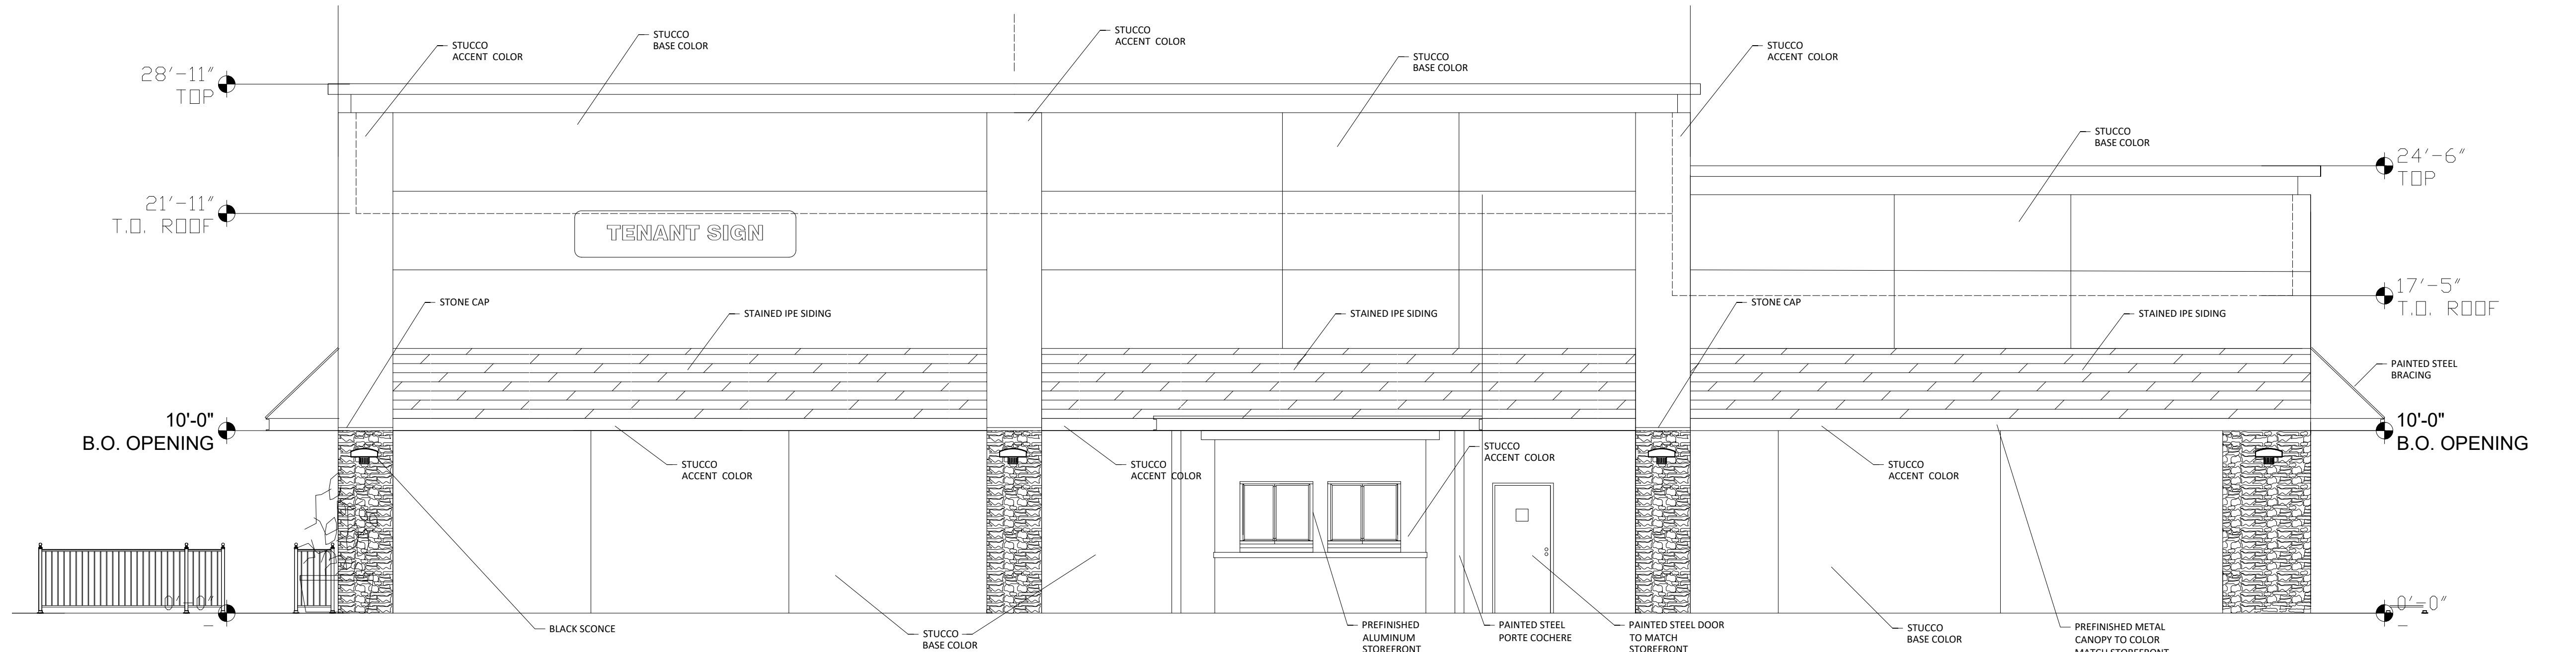 STUCCO
ACCENT COLOR
STUCCO
BASE COLOR
STUCCO
ACCENT COLOR
STUCCO
BASE COLOR
STUCCO
ACCENT COLOR
28'-11"
TOP
STUCCO
BASE COLOR
24'-6"
TOP
21'-11"
T.O. ROOF
TENANT SIGN
17'-5"
T.O. ROOF
STONE CAP
STAINED IPE SIDING
STAINED IPE SIDING
STONE CAP
STAINED IPE SIDING
PAINTED STEEL
BRACING
10'-0"
B.O. OPENING
10'-0"
B.O. OPENING
STUCCO
ACCENT COLOR
STUCCO
ACCENT COLOR
STUCCO
ACCENT COLOR
STUCCO
ACCENT COLOR
0'-0"
0'-0"
BLACK SCONCE
STUCCO
BASE COLOR
PREFINISHED
ALUMINUM
STOREFRONT
PAINTED STEEL
PORTE COCHERE
PAINTED STEEL DOOR
TO MATCH
STOREFRONT
STUCCO
BASE COLOR
PREFINISHED METAL
CANOPY TO COLOR
MATCH STOREFRONT